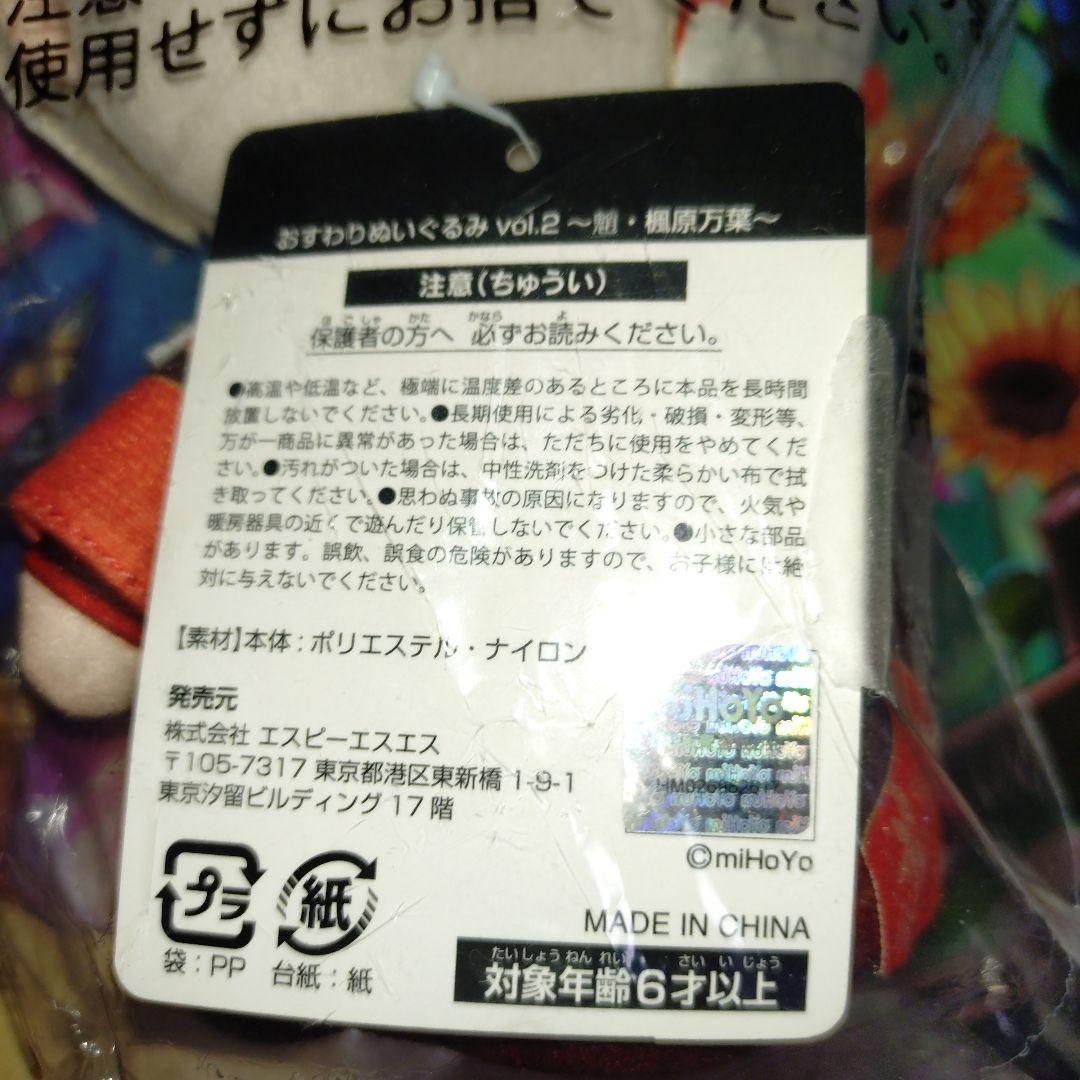 使用せずにお捨てください。
おすわりぬいぐるみ vol.2 ～魈・楓原万葉～
注意(ちゅうい)
保護者の方へ 必ずお読みください。
●高温や低温など、極端に温度差のあるところに本品を長時間
放置しないでください。●長期使用による劣化・破損・変形等、
万が一商品に異常があった場合は、ただちに使用をやめてくだ
さい。●汚れがついた場合は、中性洗剤をつけた柔らかい布で拭
き取ってください。●思わぬ事故の原因になりますので、火気や
暖房器具の近くで遊んだり保管しないでください。●小さな部品
があります。誤飲、誤食の危険がありますので、お子様には絶
対に与えないでください。
【素材】本体：ポリエステル・ナイロン
発売元
株式会社 エスピーエスエス
〒105-7317 東京都港区東新橋 1-9-1
東京汐留ビルディング 17 階
miHoYo
©miHoYo
プラ
紙
袋：PP
台紙：紙
MADE IN CHINA
たいしょうねんれい さいいじょう
対象年齢6才以上